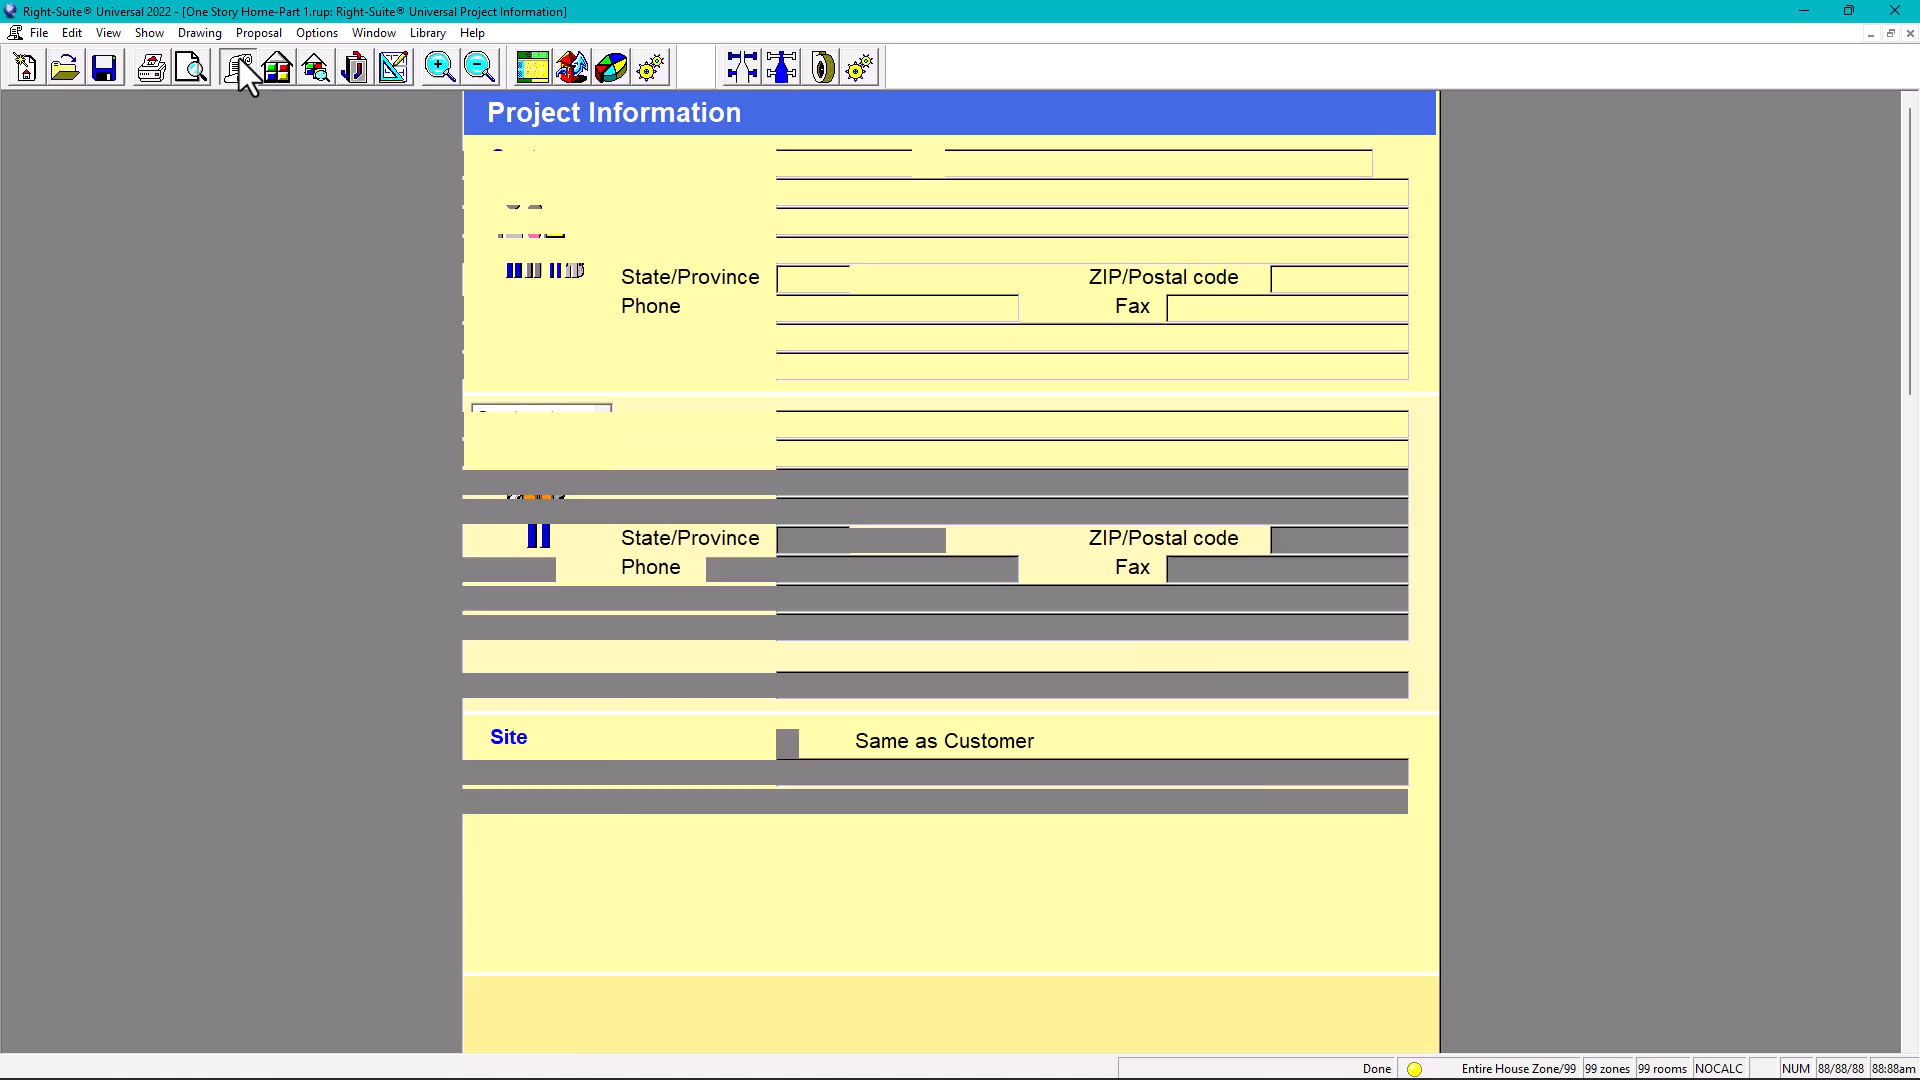 Right-Suite® Universal 2022 - [One Story Home-Part 1.rup: Right-Suite® Universal Project Information]
File Edit View Show Drawing Proposal Options Window Library Help
Project Information
State/Province ZIP/Postal code
Phone Fax
State/Province ZIP/Postal code
Phone Fax
Site Same as Customer
Done Entire House Zone/99 99 zones 99 rooms NOCALC NUM 88/88/88 88:88am